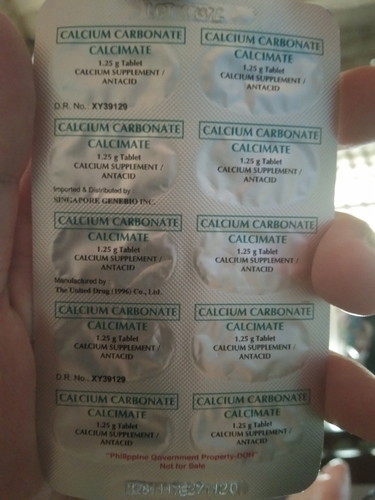 CALCIUM CARBONATE
CALCIMATE
1.25 g Tablet
CALCIUM SUPPLEMENT /
ANTACID
CALCIUM CARBONATE
CALCIMATE
1.25 g Tablet
CALCIUM SUPPLEMENT /
ANTACID
D.R. No.: XY39129
CALCIUM CARBONATE
CALCIMATE
1.25 g Tablet
CALCIUM SUPPLEMENT /
ANTACID
CALCIUM CARBONATE
CALCIMATE
1.25 g Tablet
CALCIUM SUPPLEMENT /
ANTACID
Imported & Distributed by :
SINGAPORE GENEBIO INC.
CALCIUM CARBONATE
CALCIMATE
1.25 g Tablet
CALCIUM SUPPLEMENT /
ANTACID
CALCIUM CARBONATE
CALCIMATE
1.25 g Tablet
CALCIUM SUPPLEMENT /
ANTACID
Manufactured by :
The United Drug (1996) Co., Ltd.
CALCIUM CARBONATE
CALCIMATE
1.25 g Tablet
CALCIUM SUPPLEMENT /
ANTACID
CALCIUM CARBONATE
CALCIMATE
1.25 g Tablet
CALCIUM SUPPLEMENT /
ANTACID
D.R. No.: XY39129
CALCIUM CARBONATE
CALCIMATE
1.25 g Tablet
CALCIUM SUPPLEMENT /
ANTACID
CALCIUM CARBONATE
CALCIMATE
1.25 g Tablet
CALCIUM SUPPLEMENT /
ANTACID
"Philippine Government Property-DOH"
Not for Sale